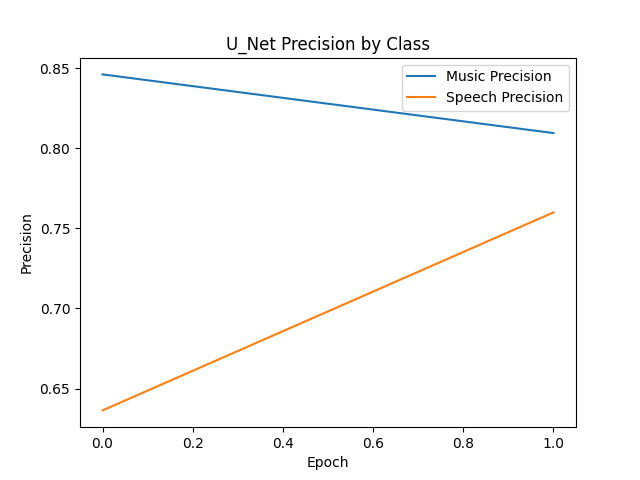 U_Net Precision by Class
Music Precision
Speech Precision
0.85
0.80
0.75
0.70
0.65
Precision
0.0 0.2 0.4 0.6 0.8 1.0
Epoch